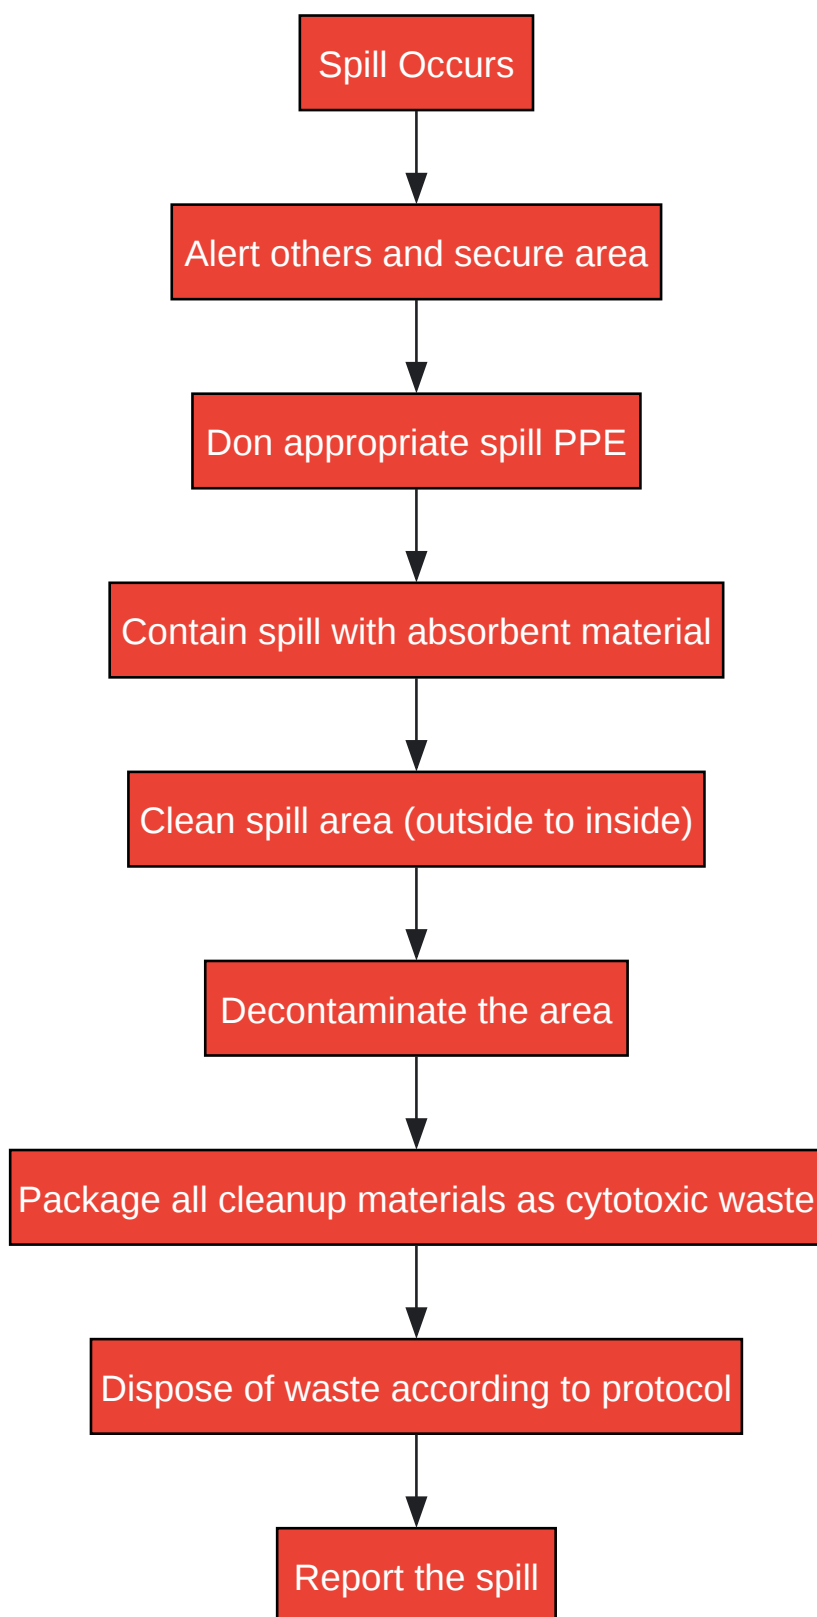 Spill Occurs
Alert others and secure area
Don appropriate spill PPE
Contain spill with absorbent material
Clean spill area (outside to inside)
Decontaminate the area
Package all cleanup materials as cytotoxic waste
Dispose of waste according to protocol
Report the spill